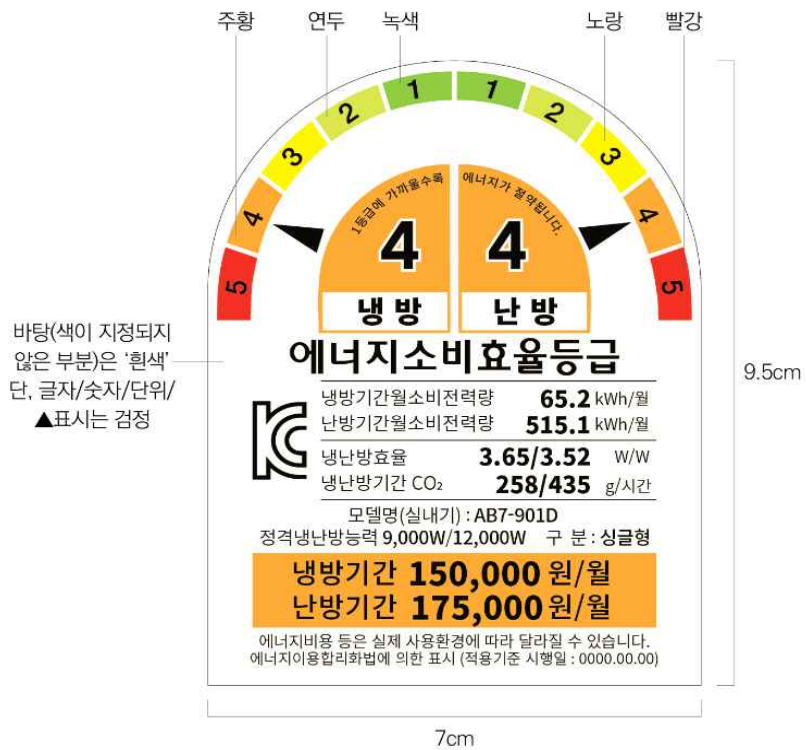 주황 연두 녹색 노랑 빨강
5 4 3 2 1 1 2 3 4 5
1등급에 가까울수록 에너지가 절약됩니다.
4 4
냉방 난방
에너지소비효율등급
바탕(색이 지정되지
않은 부분)은 ‘흰색’
단, 글자/숫자/단위/
▲표시는 검정
냉방기간월소비전력량 65.2 kWh/월
난방기간월소비전력량 515.1 kWh/월
냉난방효율 3.65/3.52 W/W
냉난방기간 CO₂ 258/435 g/시간
모델명(실내기) : AB7-901D
정격냉난방능력 9,000W/12,000W 구 분 : 싱글형
냉방기간 150,000 원/월
난방기간 175,000 원/월
에너지비용 등은 실제 사용환경에 따라 달라질 수 있습니다.
에너지이용합리화법에 의한 표시 (적용기준 시행일 : 0000.00.00)
9.5cm
7cm